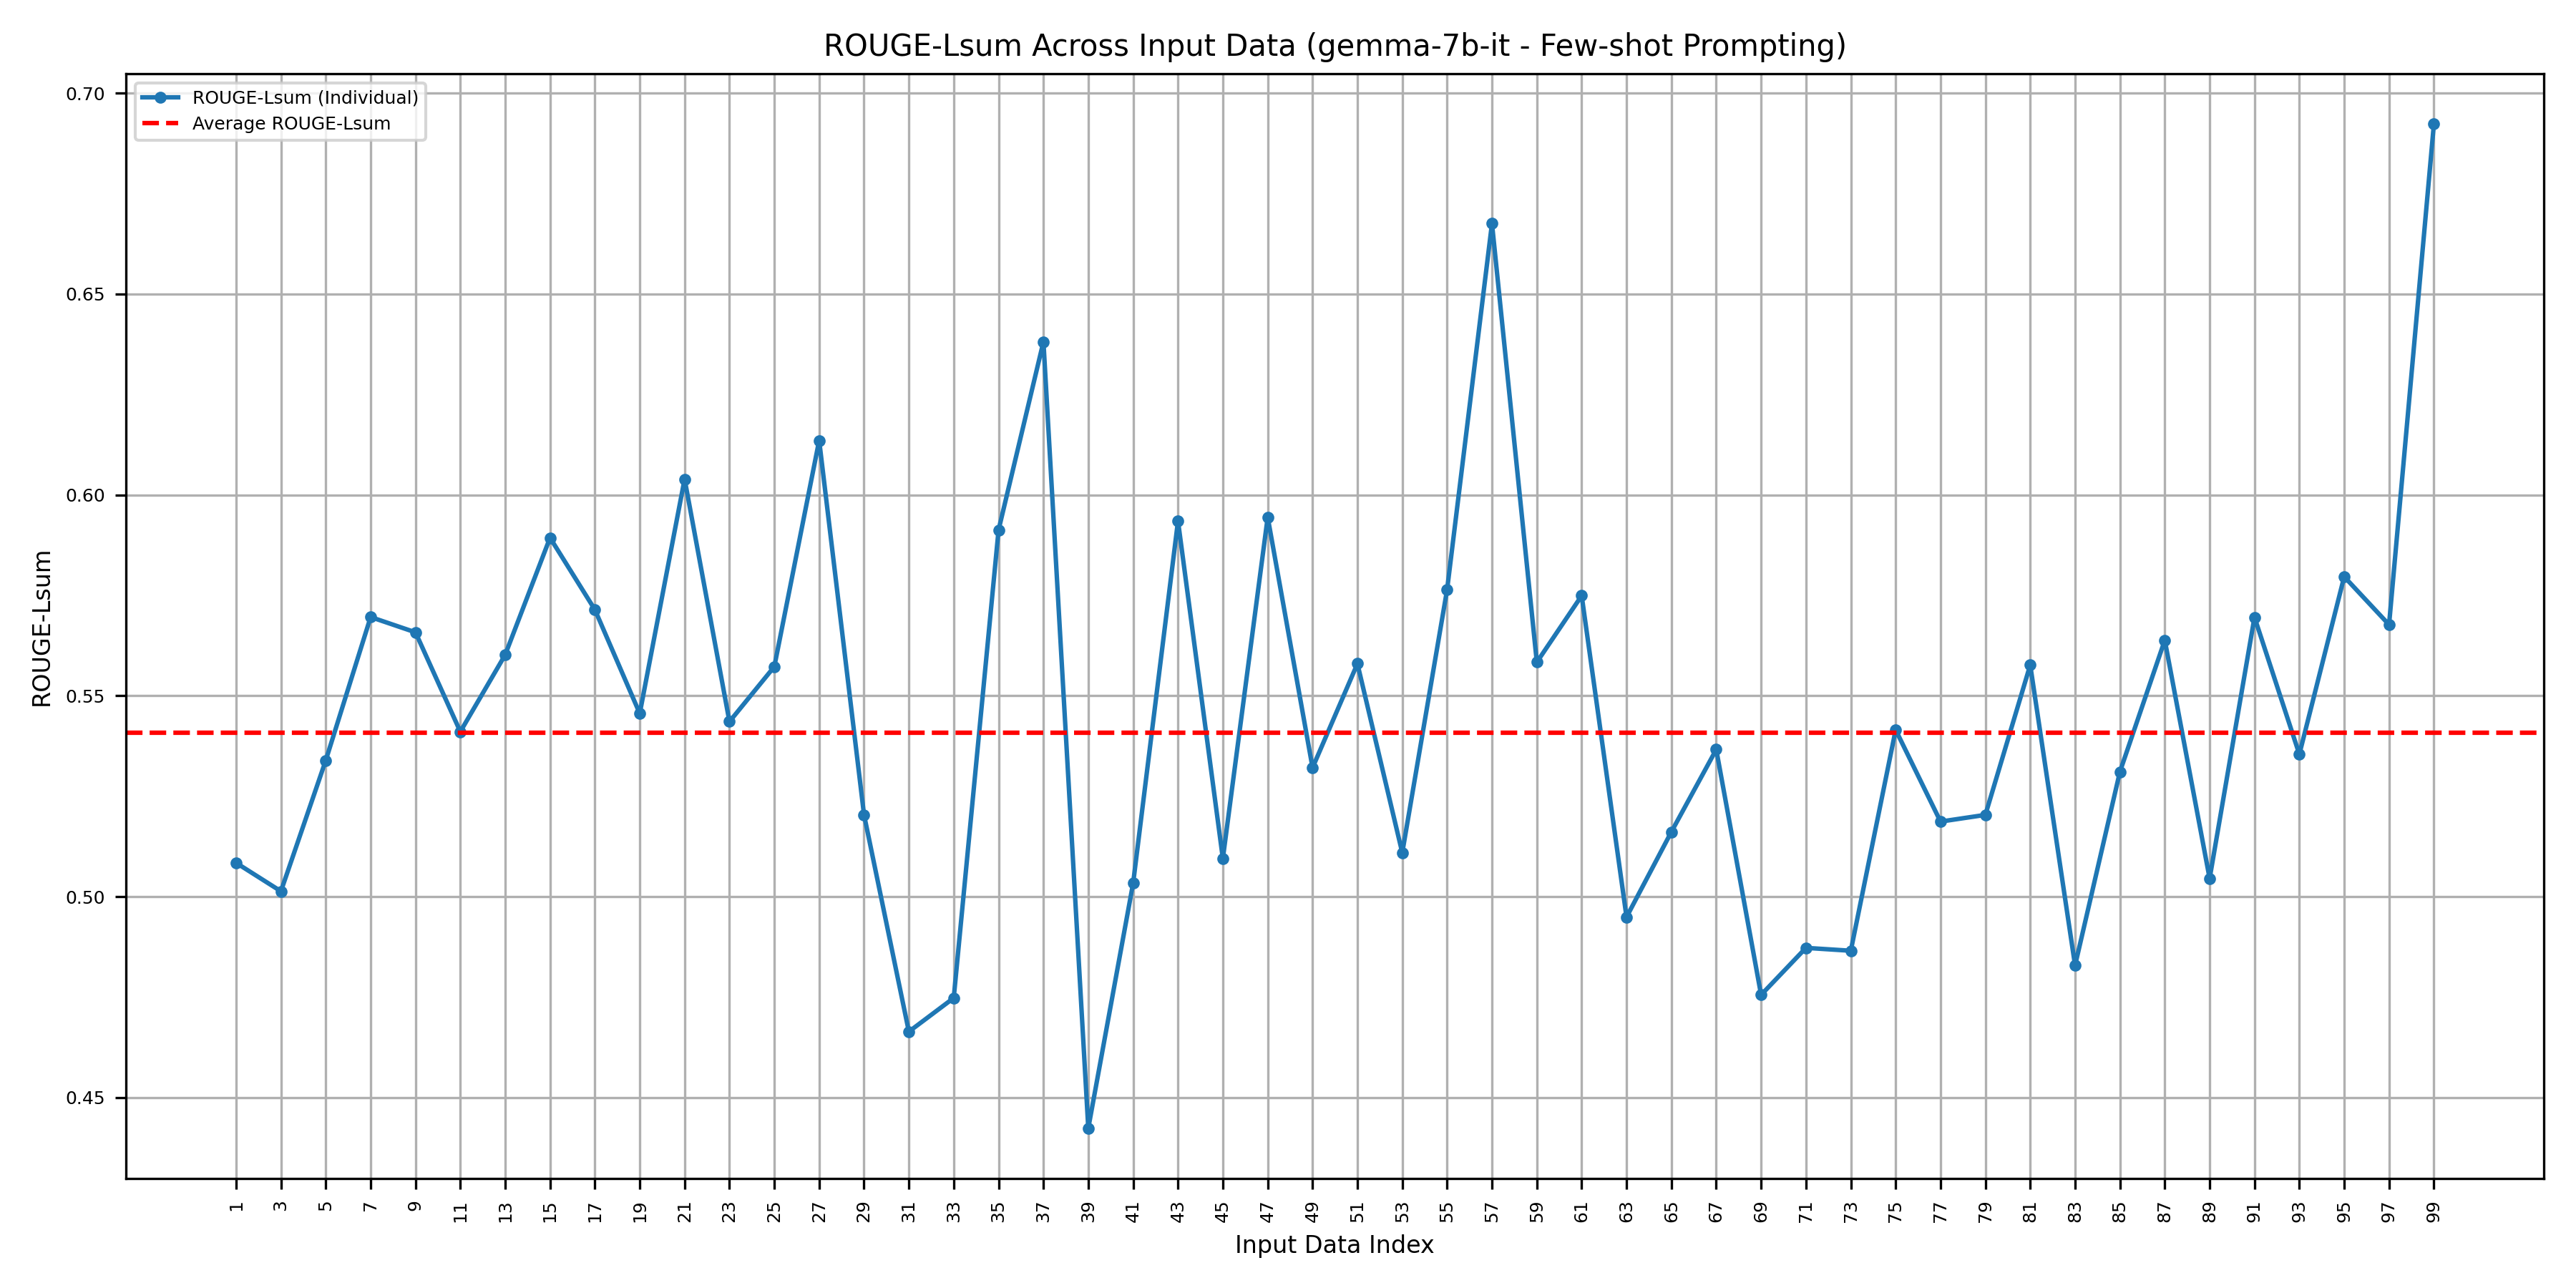 ROUGE-Lsum Across Input Data (gemma-7b-it - Few-shot Prompting)
ROUGE-Lsum (Individual)
Average ROUGE-Lsum
ROUGE-Lsum
0.70
0.65
0.60
0.55
0.50
0.45
1 3 5 7 9 11 13 15 17 19 21 23 25 27 29 31 33 35 37 39 41 43 45 47 49 51 53 55 57 59 61 63 65 67 69 71 73 75 77 79 81 83 85 87 89 91 93 95 97 99
Input Data Index